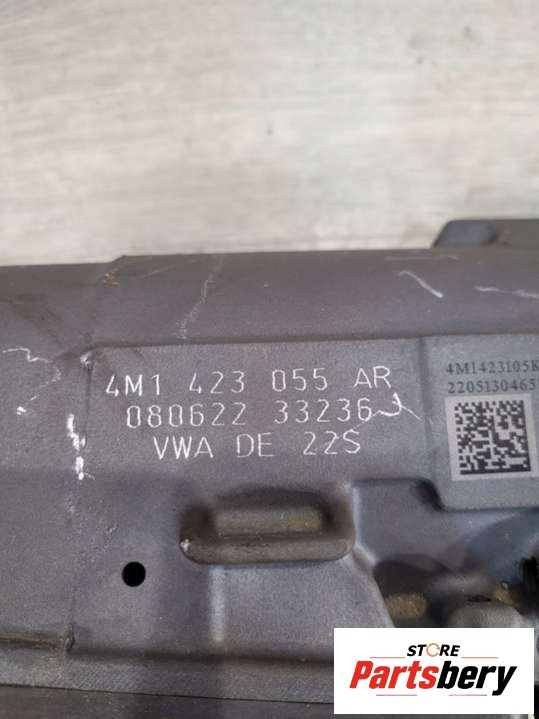 4M1 423 055 AR
080622 33236
VWA DE 22S
4M1423105K
2205130465
STORE
Partsbery